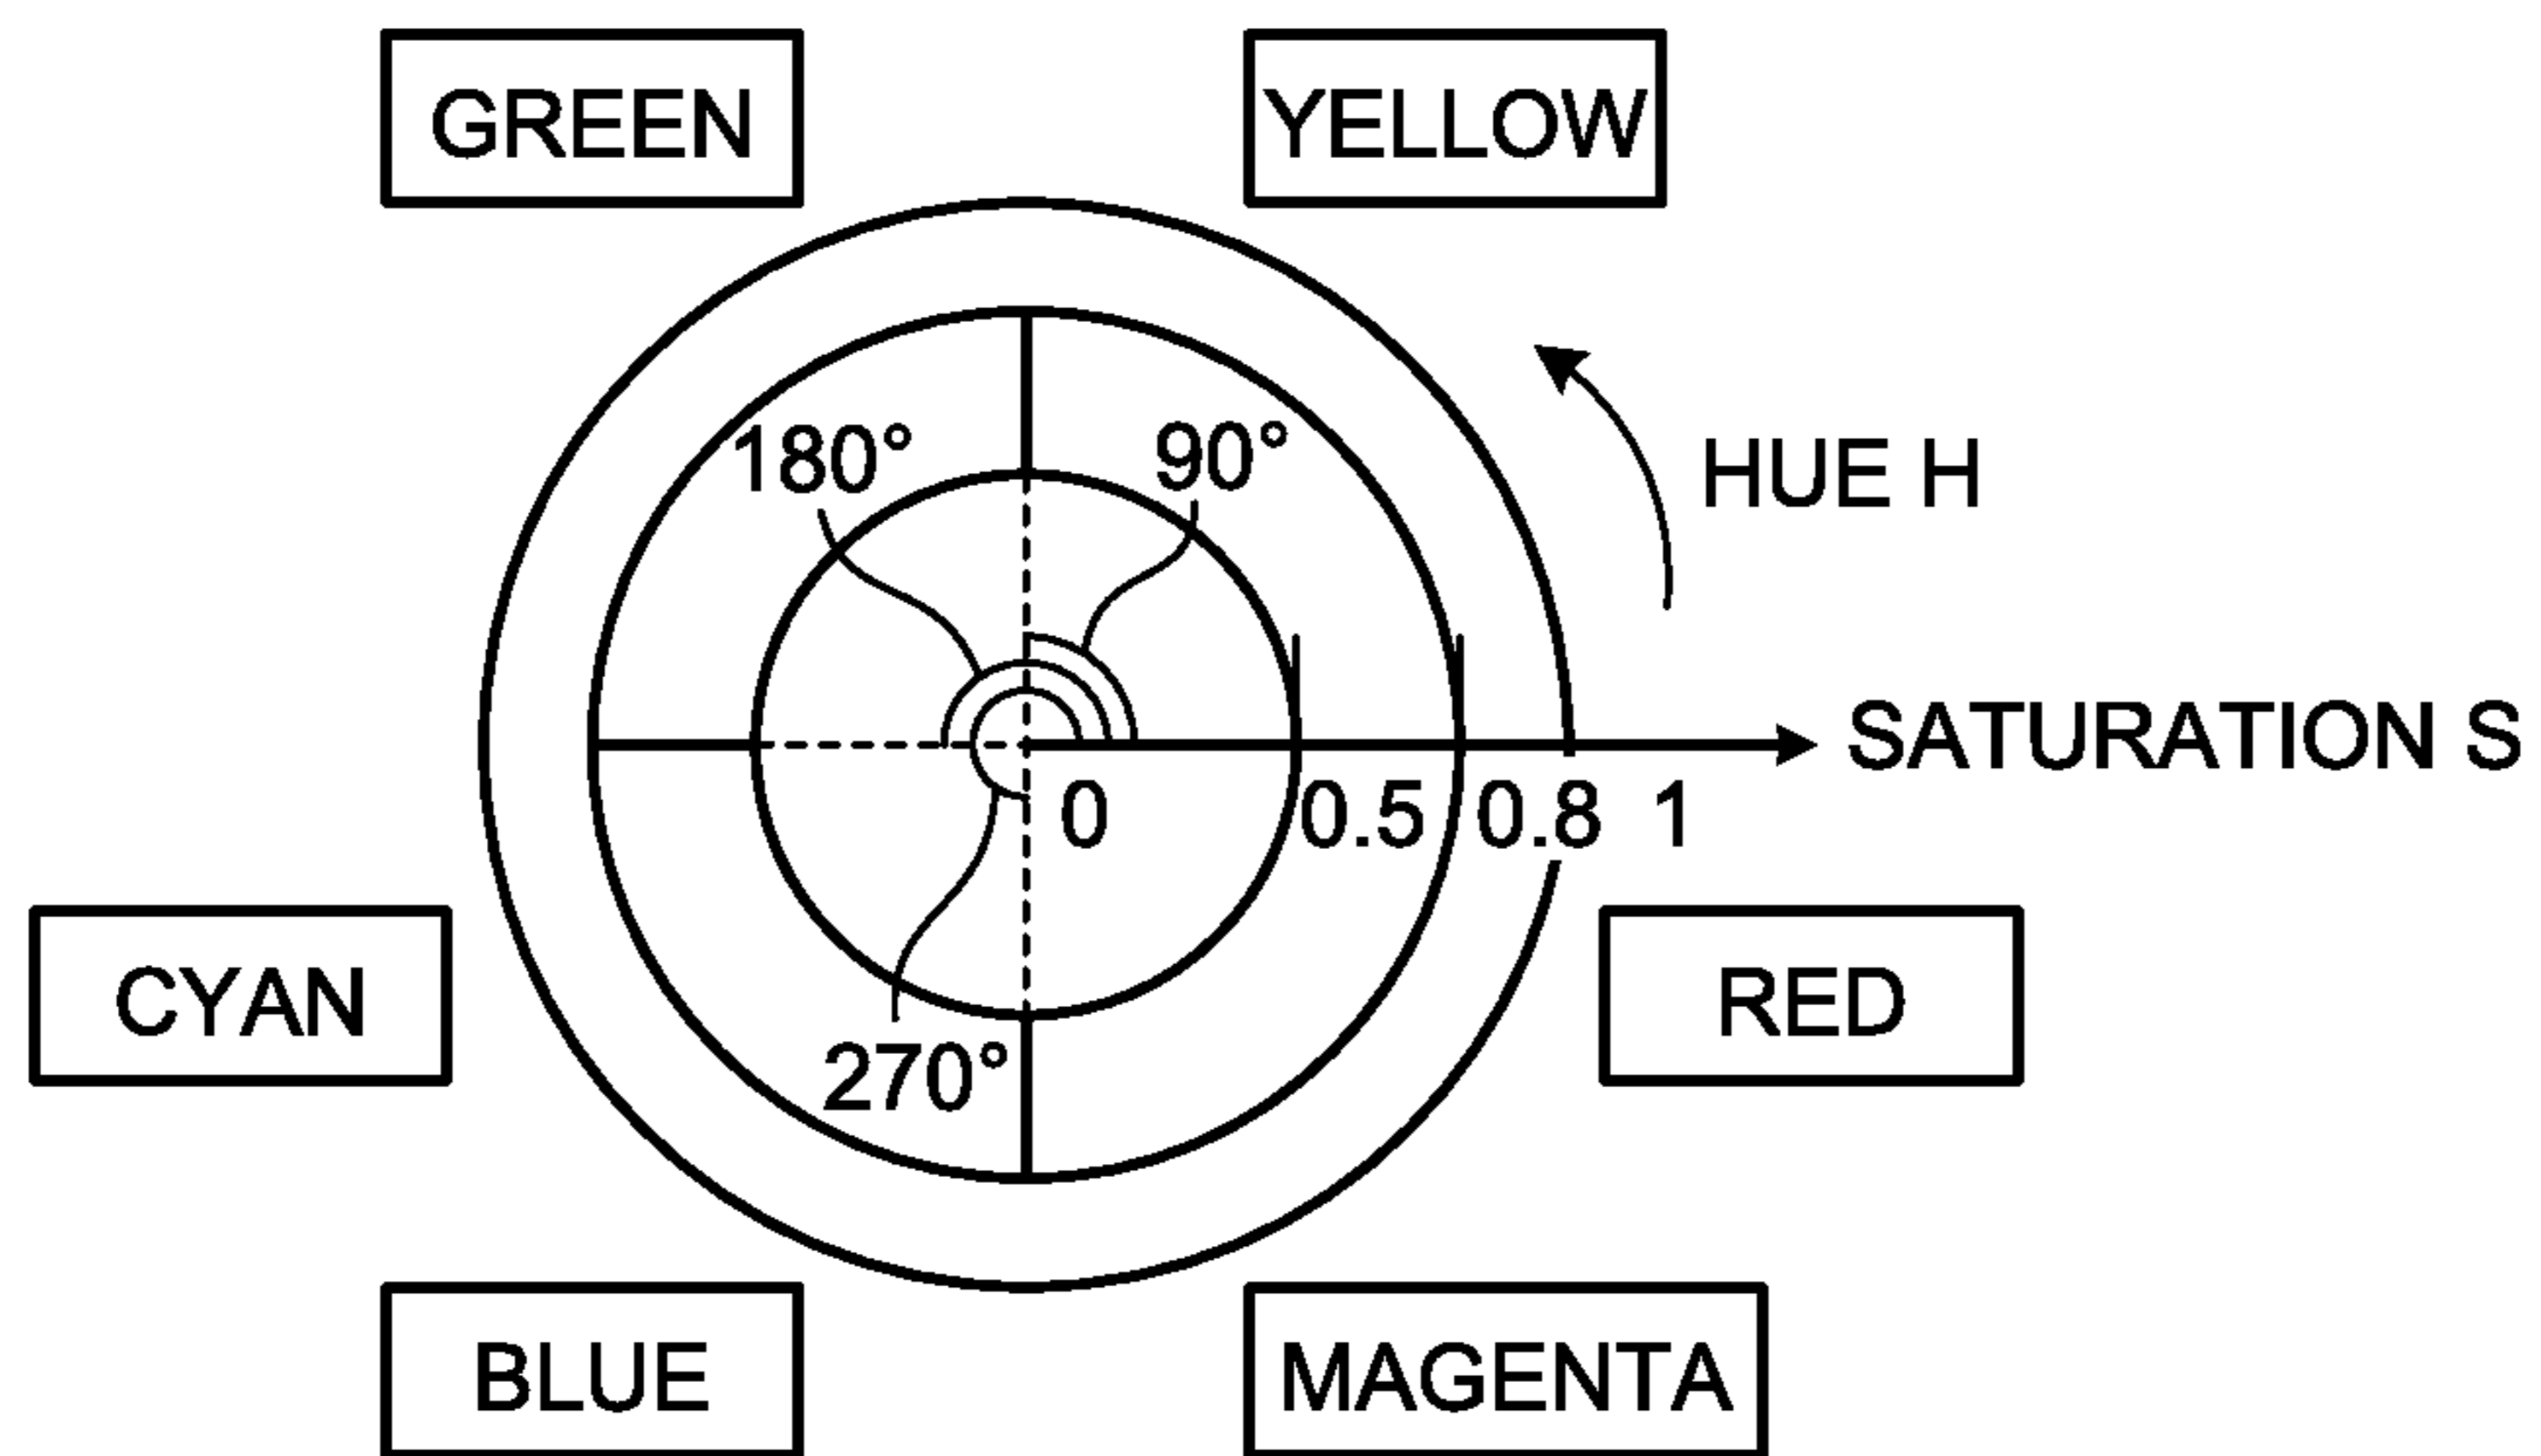 GREEN
YELLOW
180°
90°
HUE H
SATURATION S
0
0.5
0.8
1
CYAN
RED
270°
BLUE
MAGENTA